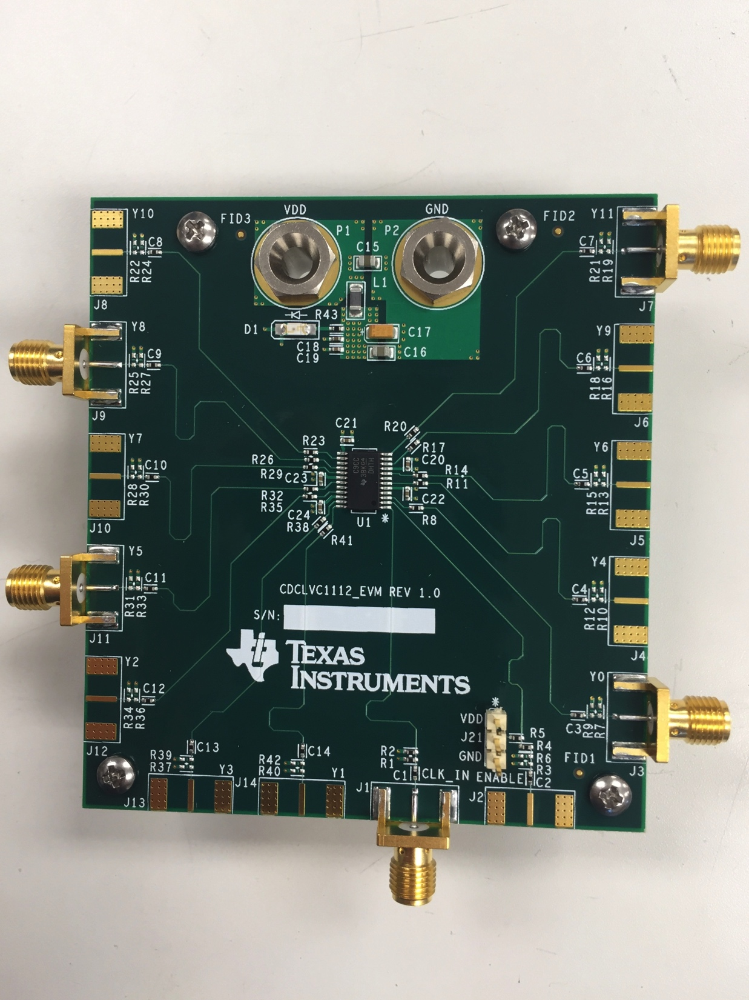 VDD
GND
Y10
FID3
FID2
Y11
P1
P2
C8
C15
C7
R22
R24
L1
R21
R19
J8
R43
J7
Y8
D1
C17
Y9
C18
C16
C19
C9
C6
R25
R27
R18
R16
J9
J6
C21
R20
Y7
R23
R17
Y6
R26
C20
C10
R29
C23
R14
C5
R28
R30
R11
R15
R13
R32
C22
R35
J10
C24
U1
*
R8
R38
J5
R41
Y5
Y4
C11
C4
R31
R33
CDCLVC1112_EVM REV 1.0
R12
R10
S/N:
J11
TEXAS
INSTRUMENTS
J4
Y2
Y0
C12
*
R34
R36
VDD
C3
R9
R7
J21
R5
J12
C13
C14
R2
R4
R39
R42
R1
GND
R6
FID1
R37
R40
R3
Y3
J14
Y1
C1
CLK_IN
ENABLE
C2
J3
J13
J1
J2
C9CC
38KG4
DHTH